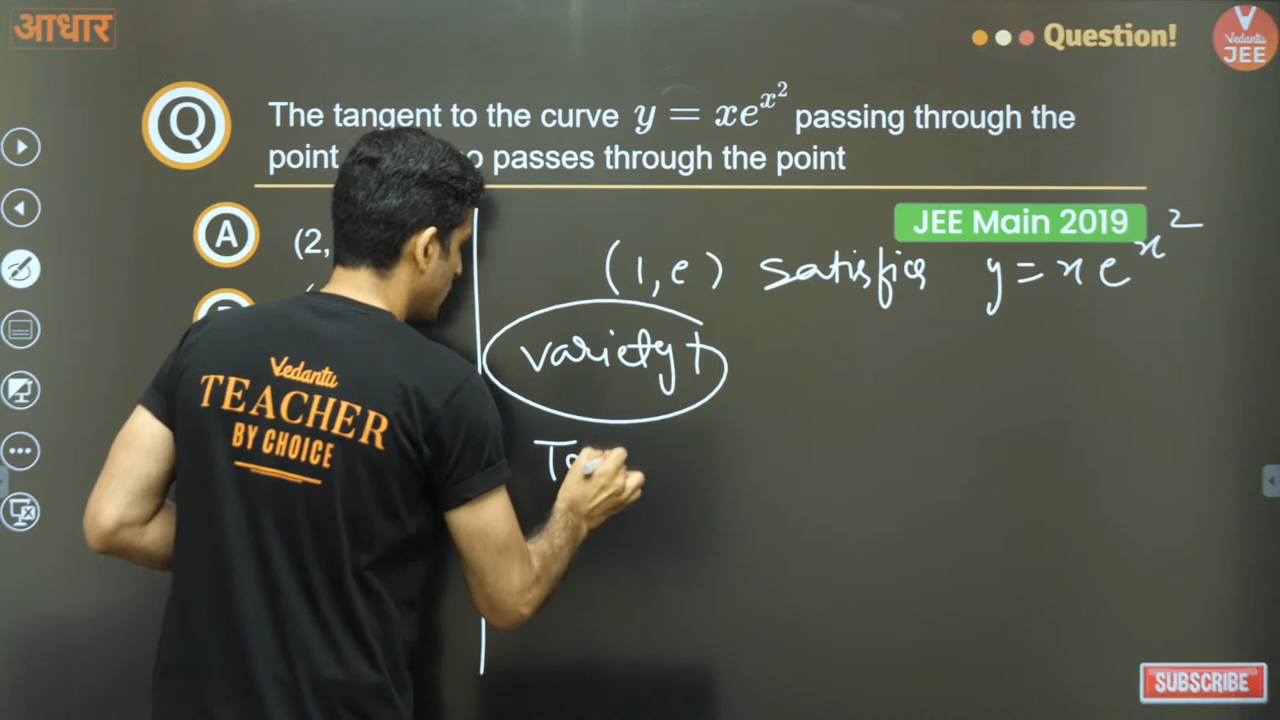 आधार
Question!
Vedantu
JEE
Q
The tangent to the curve y = xe^{x^2} passing through the
point passes through the point
JEE Main 2019
A
(2,
(1, e) satisfies y = x e^{x^2}
variety 1
Vedantu
TEACHER
BY CHOICE
SUBSCRIBE